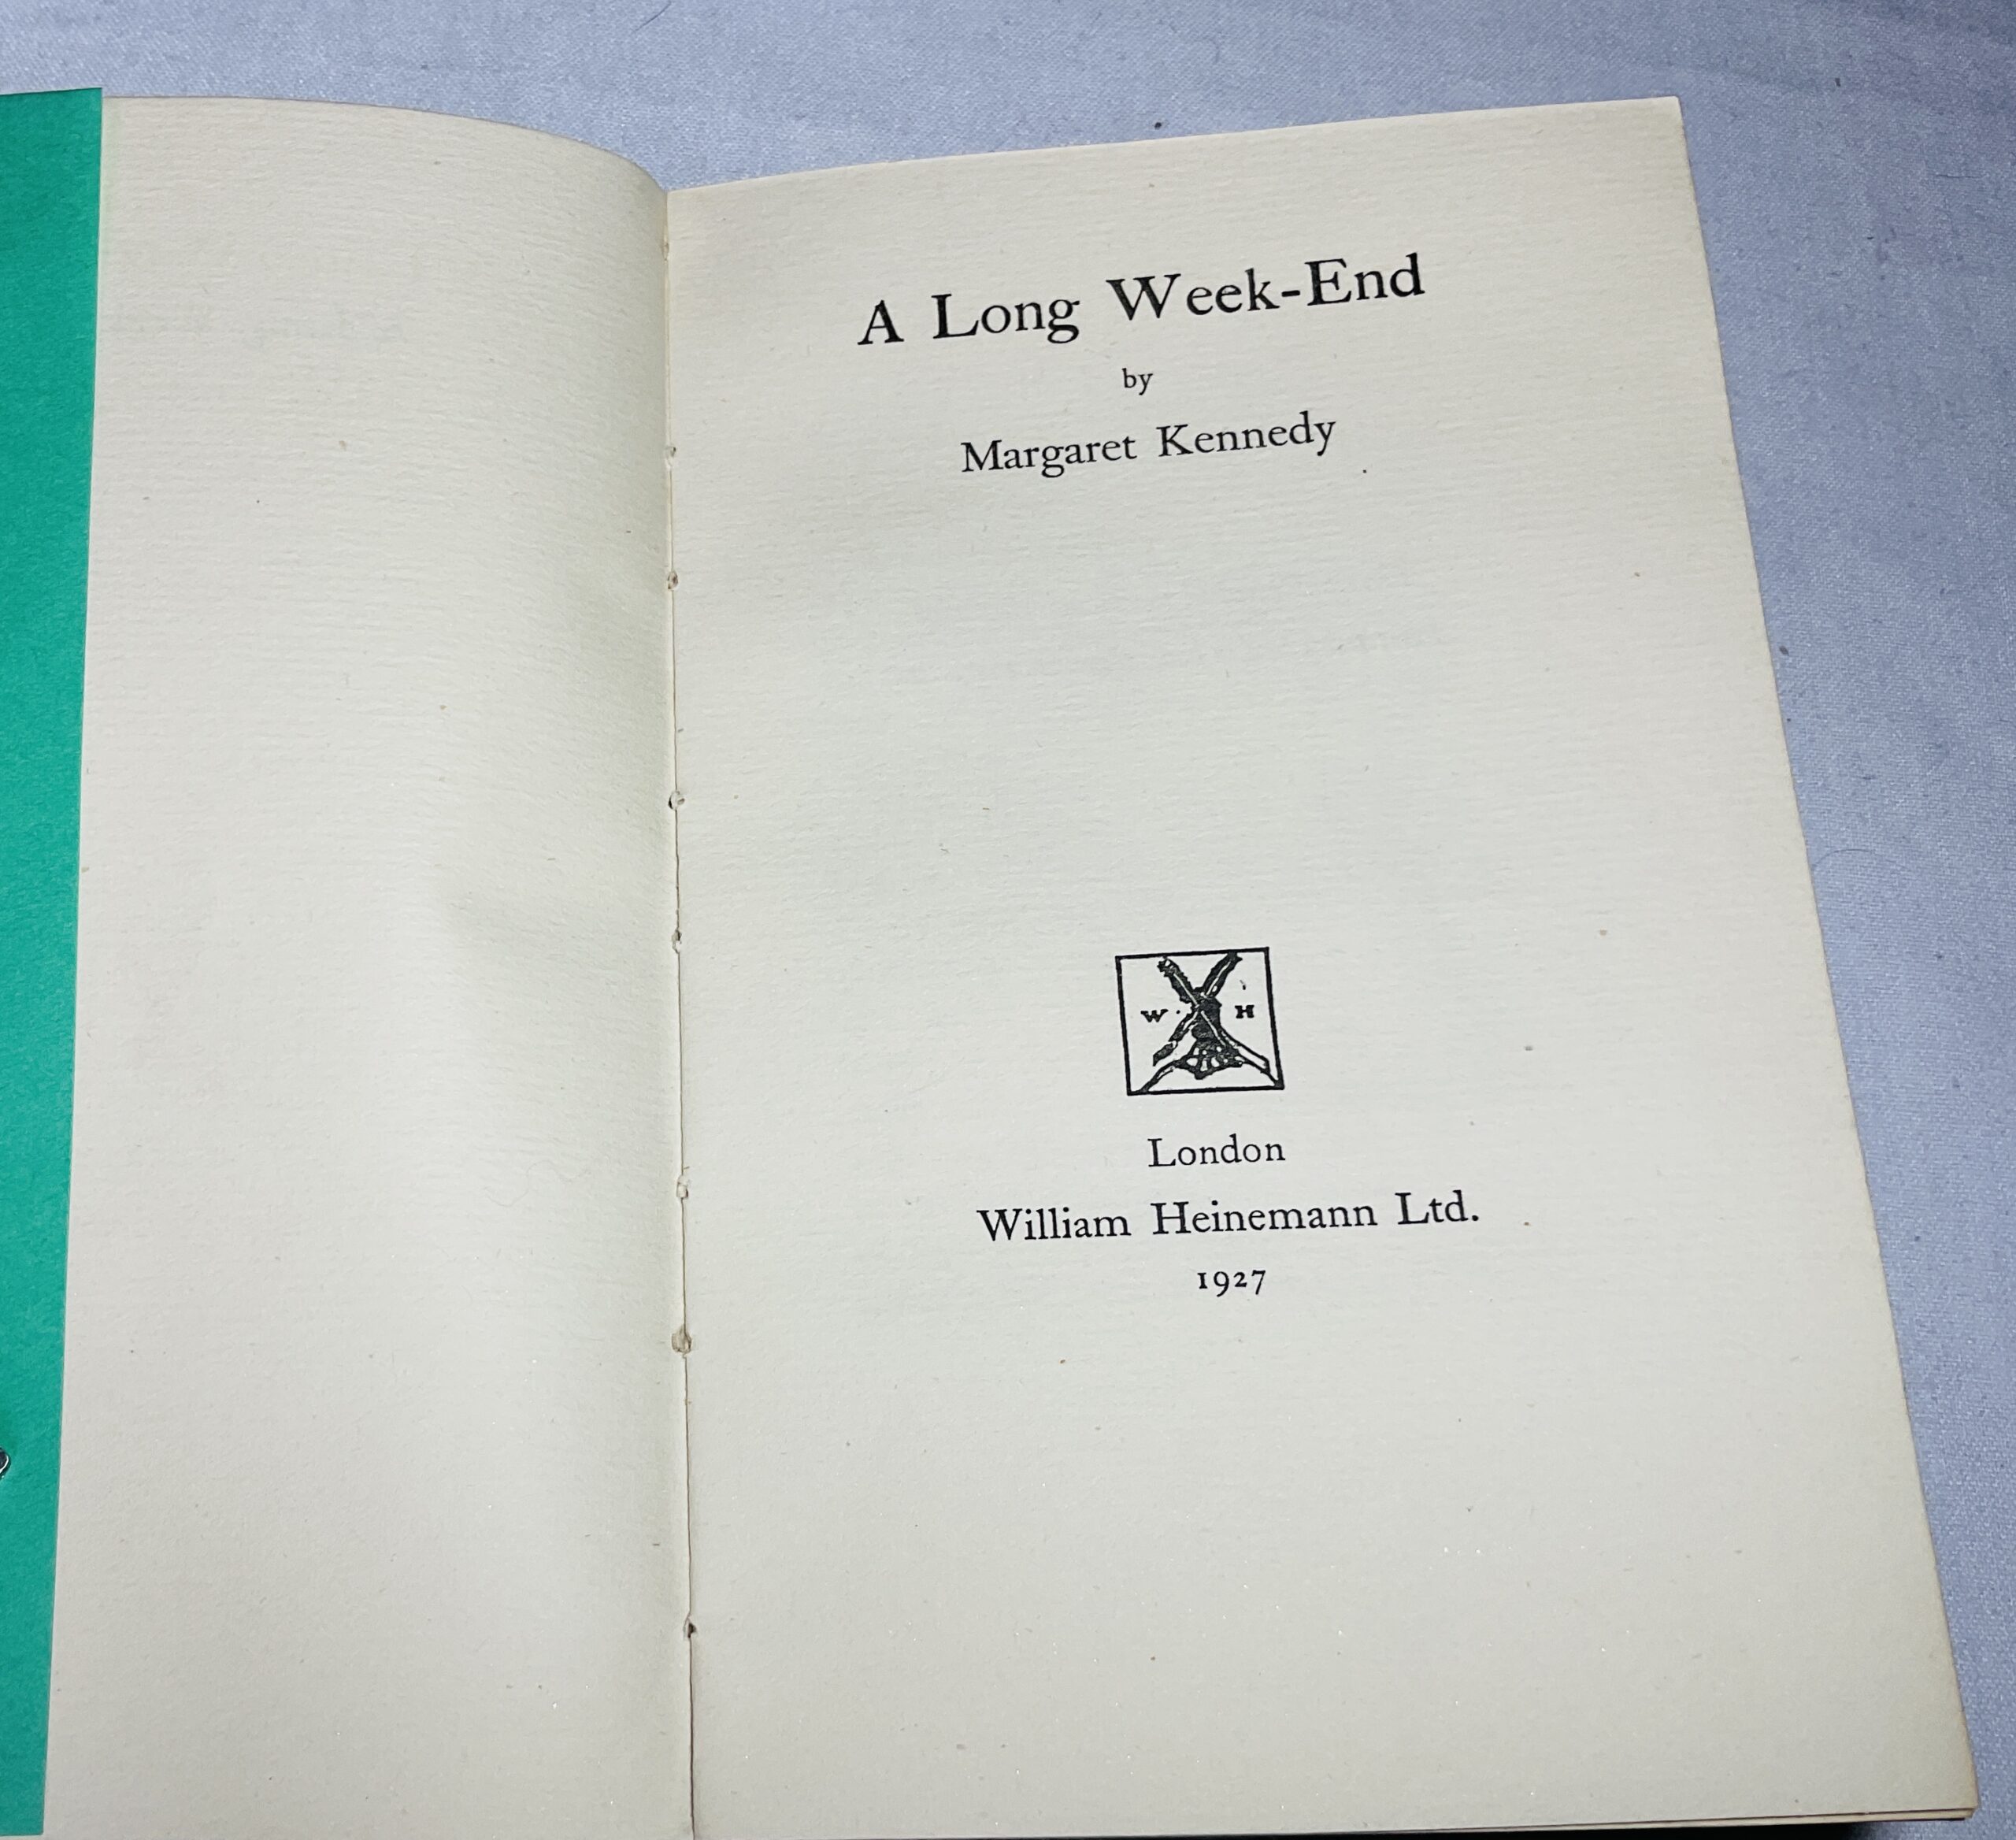 A Long Week-End
by
Margaret Kennedy
W H
London
William Heinemann Ltd.
1927